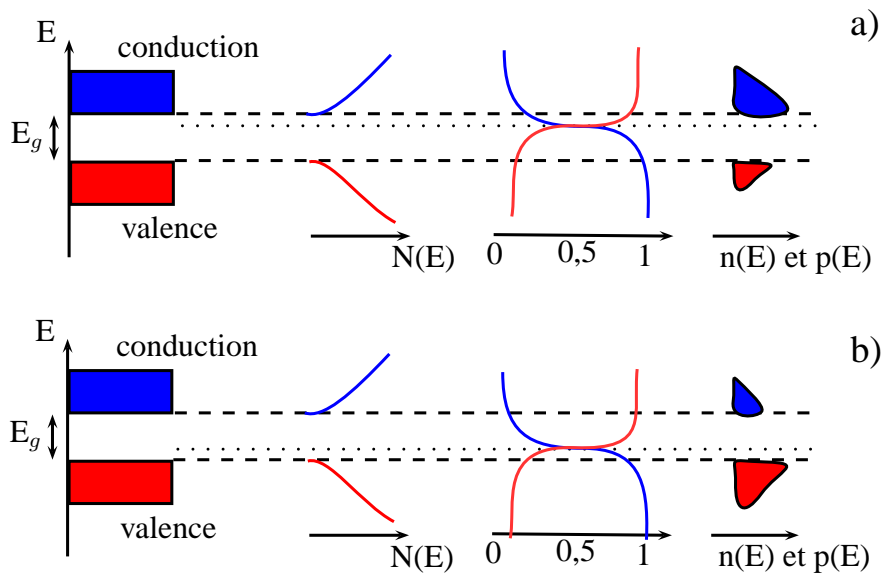 a)
E
conduction
E_g
valence
N(E)
0
0,5
1
n(E) et p(E)
b)
E
conduction
E_g
valence
N(E)
0
0,5
1
n(E) et p(E)